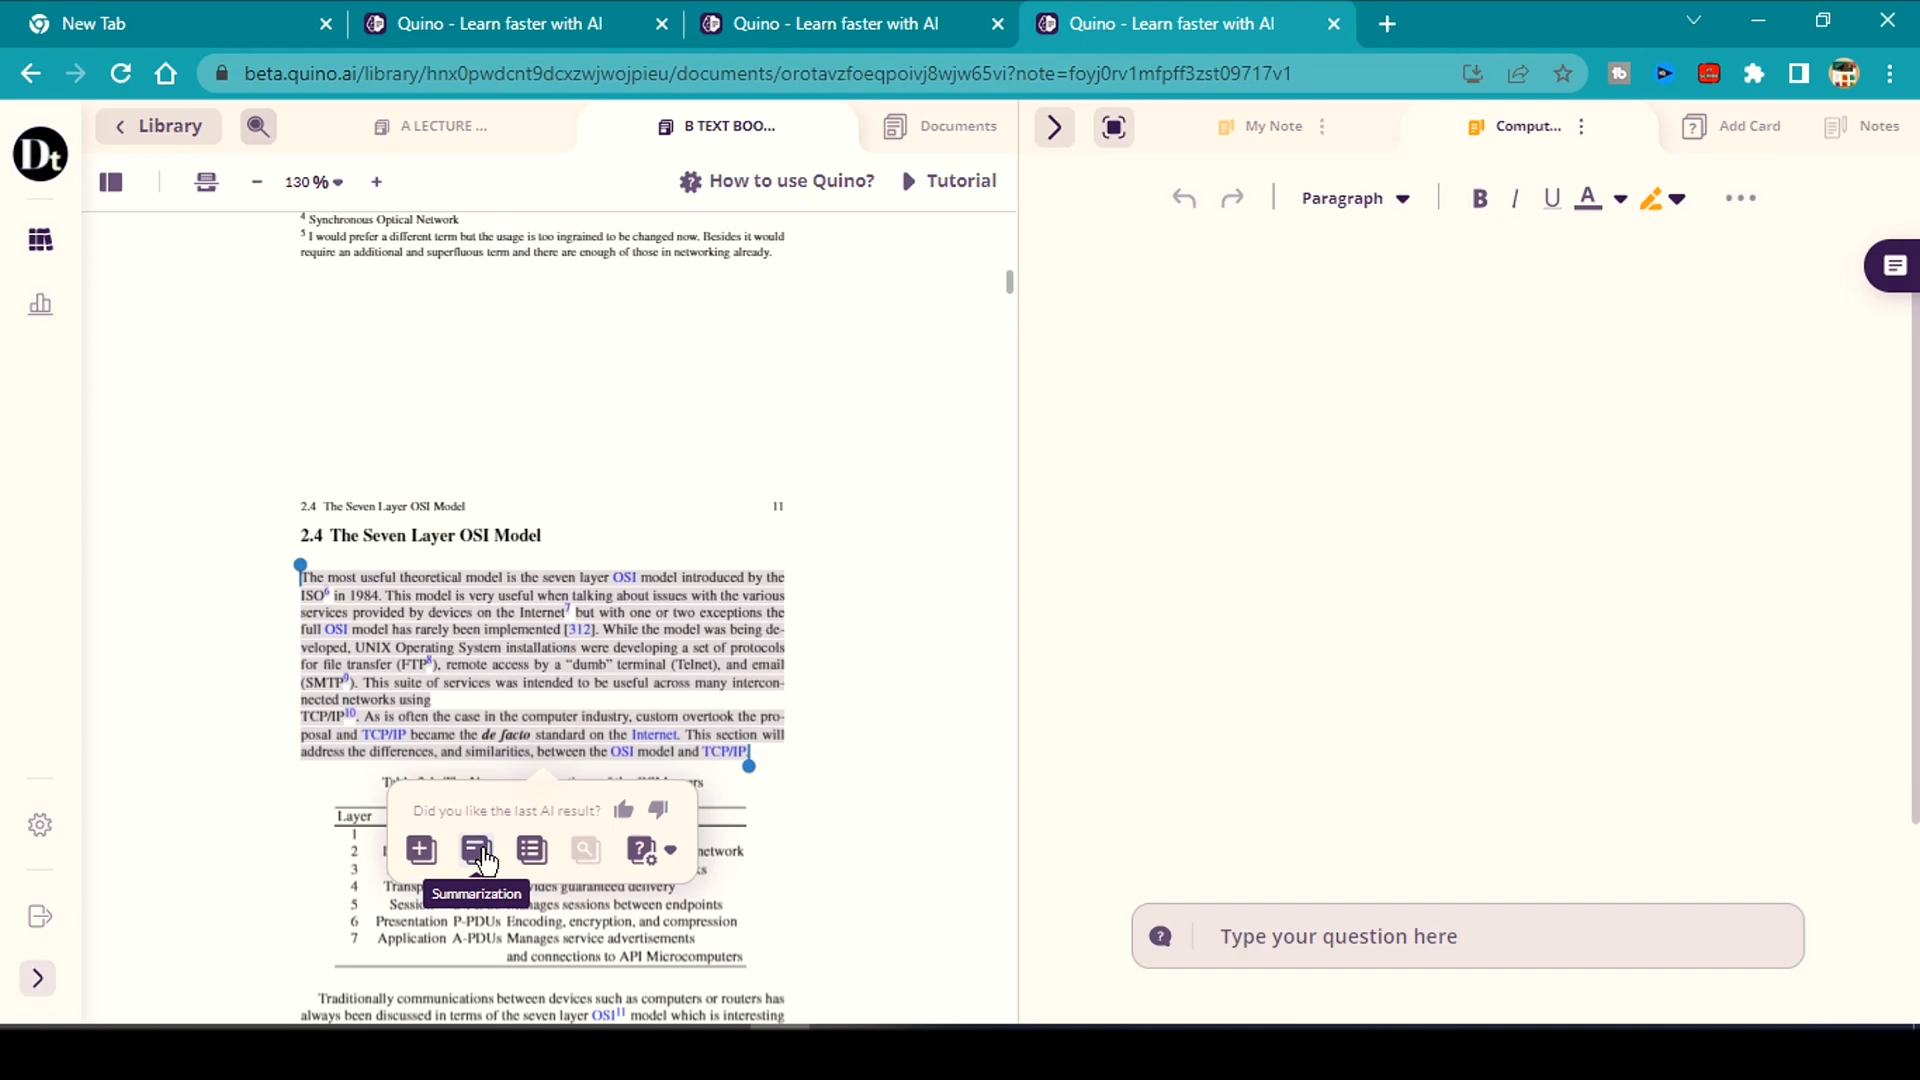 New Tab
Quino - Learn faster with AI
Quino - Learn faster with AI
Quino - Learn faster with AI
beta.quino.ai/library/hnx0pwdcnt9dcxzwjwojpieu/documents/orotavzfoeqpoivj8wjw65vi?note=foyj0rv1mfpff3zst09717v1
Dt
Library
A LECTURE ...
B TEXT BOO...
Documents
My Note
Comput...
Add Card
Notes
130 %
How to use Quino?
Tutorial
Paragraph
B I U A
4 Synchronous Optical Network
5 I would prefer a different term but the usage is too ingrained to be changed now. Besides it would
require an additional and superfluous term and there are enough of those in networking already.
2.4 The Seven Layer OSI Model 11
2.4 The Seven Layer OSI Model
The most useful theoretical model is the seven layer OSI model introduced by the
ISO6 in 1984. This model is very useful when talking about issues with the various
services provided by devices on the Internet7 but with one or two exceptions the
full OSI model has rarely been implemented [312]. While the model was being de-
veloped, UNIX Operating System installations were developing a set of protocols
for file transfer (FTP8), remote access by a "dumb" terminal (Telnet), and email
(SMTP9). This suite of services was intended to be useful across many intercon-
nected networks using
TCP/IP10. As is often the case in the computer industry, custom overtook the pro-
posal and TCP/IP became the de facto standard on the Internet. This section will
address the differences, and similarities, between the OSI model and TCP/IP.
Did you like the last AI result?
Summarization
Layer
1
2 network
3
4 guaranteed delivery
5 sessions between endpoints
6 Presentation P-PDUs Encoding, encryption, and compression
7 Application A-PDUs Manages service advertisements
and connections to API Microcomputers
Traditionally communications between devices such as computers or routers has
always been discussed in terms of the seven layer OSI11 model which is interesting
Type your question here